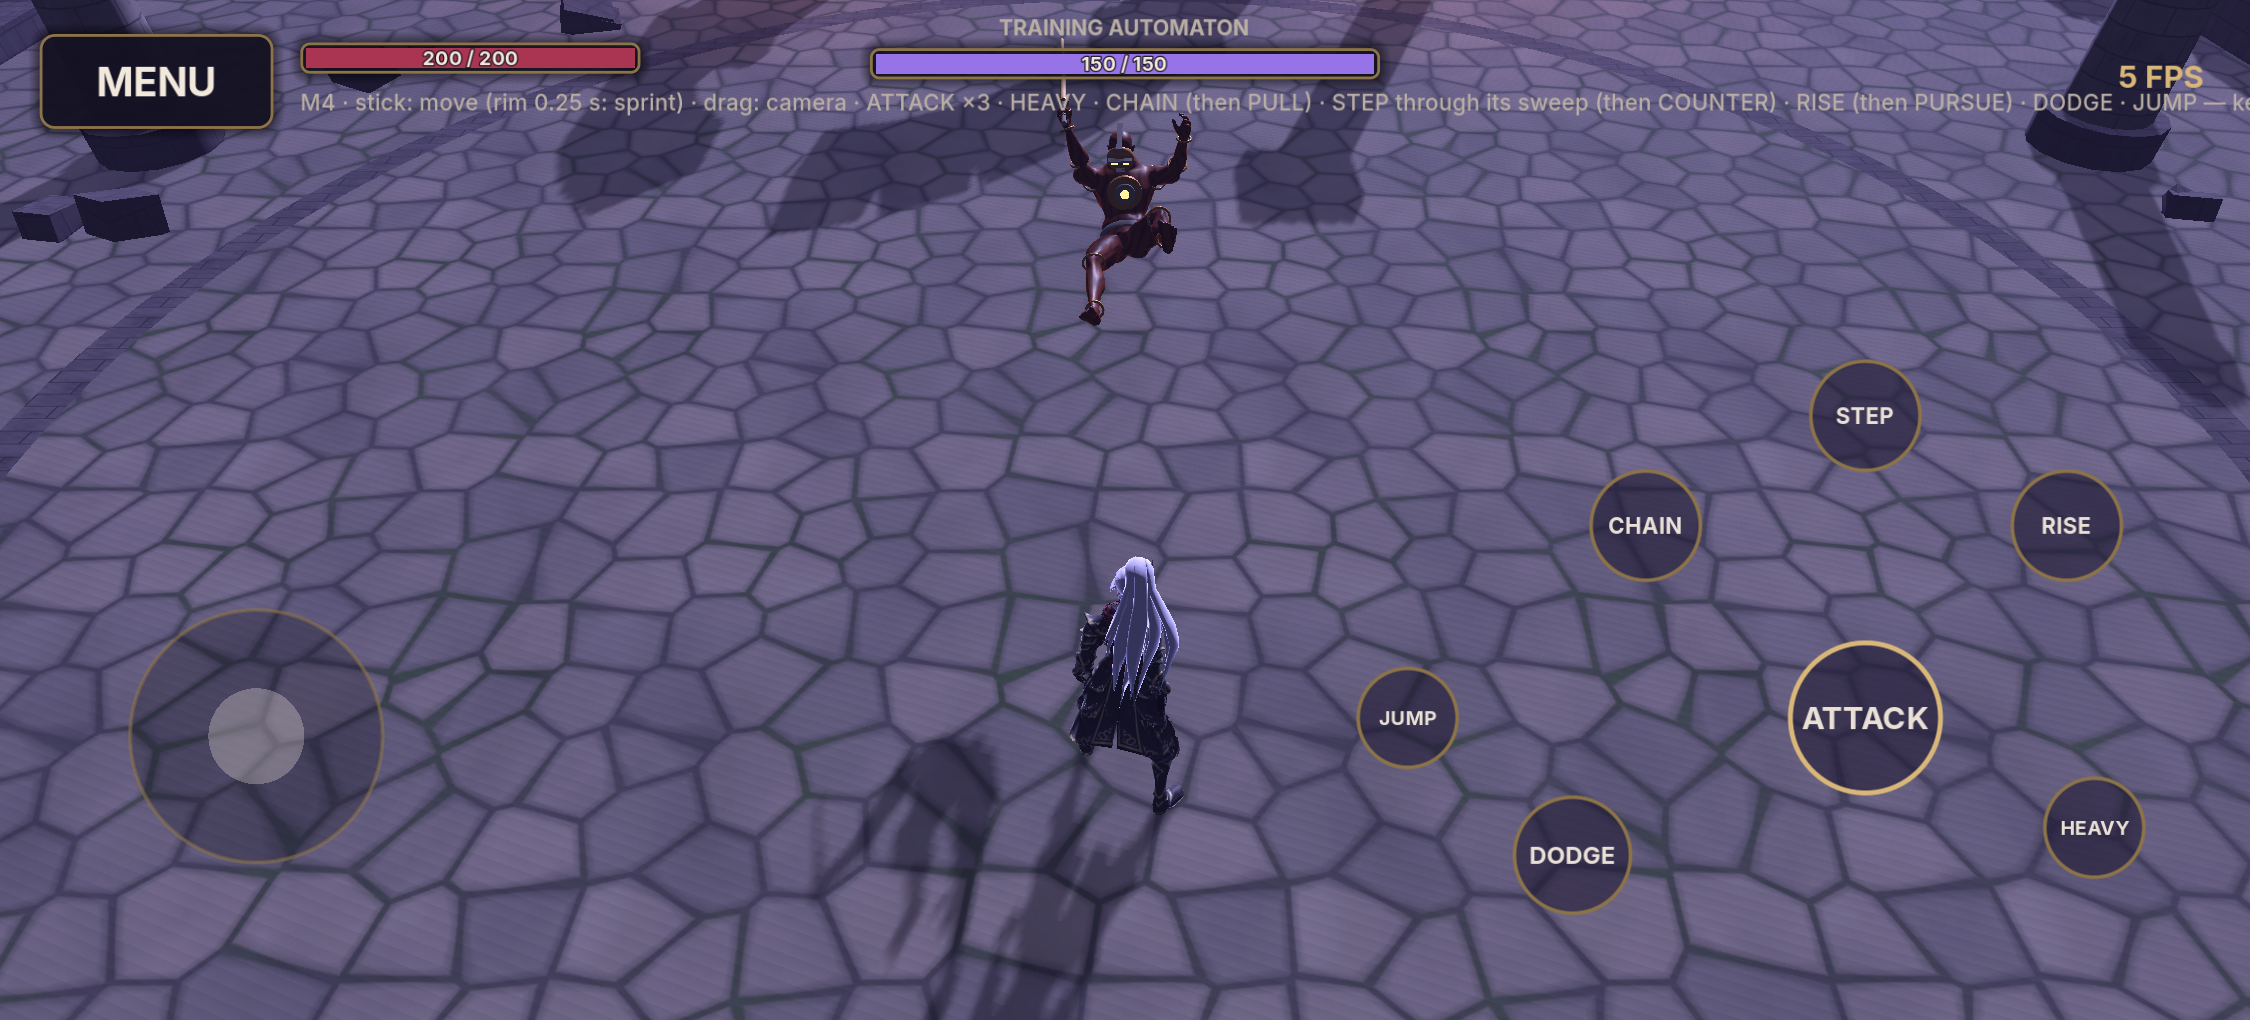 TRAINING AUTOMATON
MENU
200 / 200
150 / 150
5 FPS
M4 · stick: move (rim 0.25 s: sprint) · drag: camera · ATTACK ×3 · HEAVY · CHAIN (then PULL) · STEP through its sweep (then COUNTER) · RISE (then PURSUE) · DODGE · JUMP —
STEP
CHAIN
RISE
JUMP
ATTACK
DODGE
HEAVY